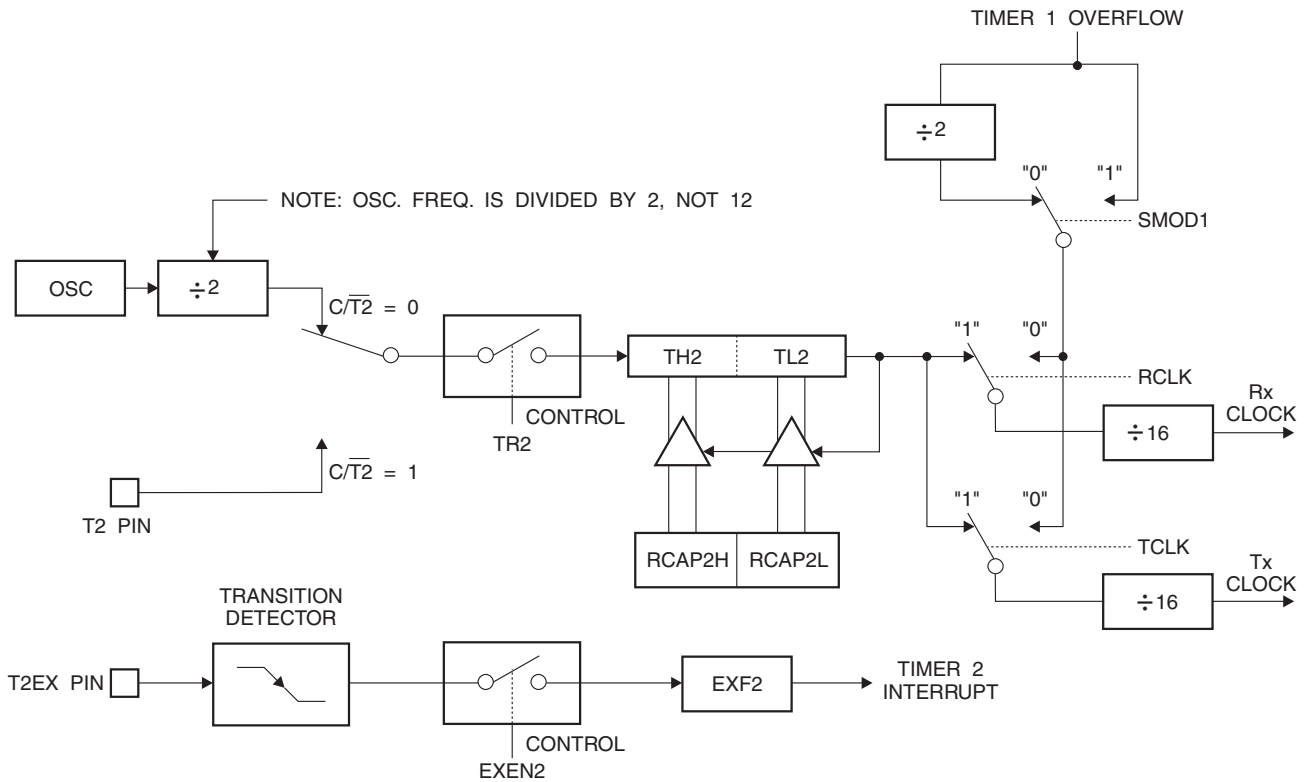 TIMER 1 OVERFLOW
÷2
"0" "1"
SMOD1
NOTE: OSC. FREQ. IS DIVIDED BY 2, NOT 12
OSC
÷2
C/T̅2̅ = 0
TH2 TL2
"1" "0"
RCLK
CONTROL
TR2
Rx
CLOCK
÷16
C/T̅2̅ = 1
T2 PIN
"1" "0"
RCAP2H RCAP2L
TCLK
Tx
CLOCK
÷16
TRANSITION
DETECTOR
T2EX PIN
EXF2
TIMER 2
INTERRUPT
CONTROL
EXEN2